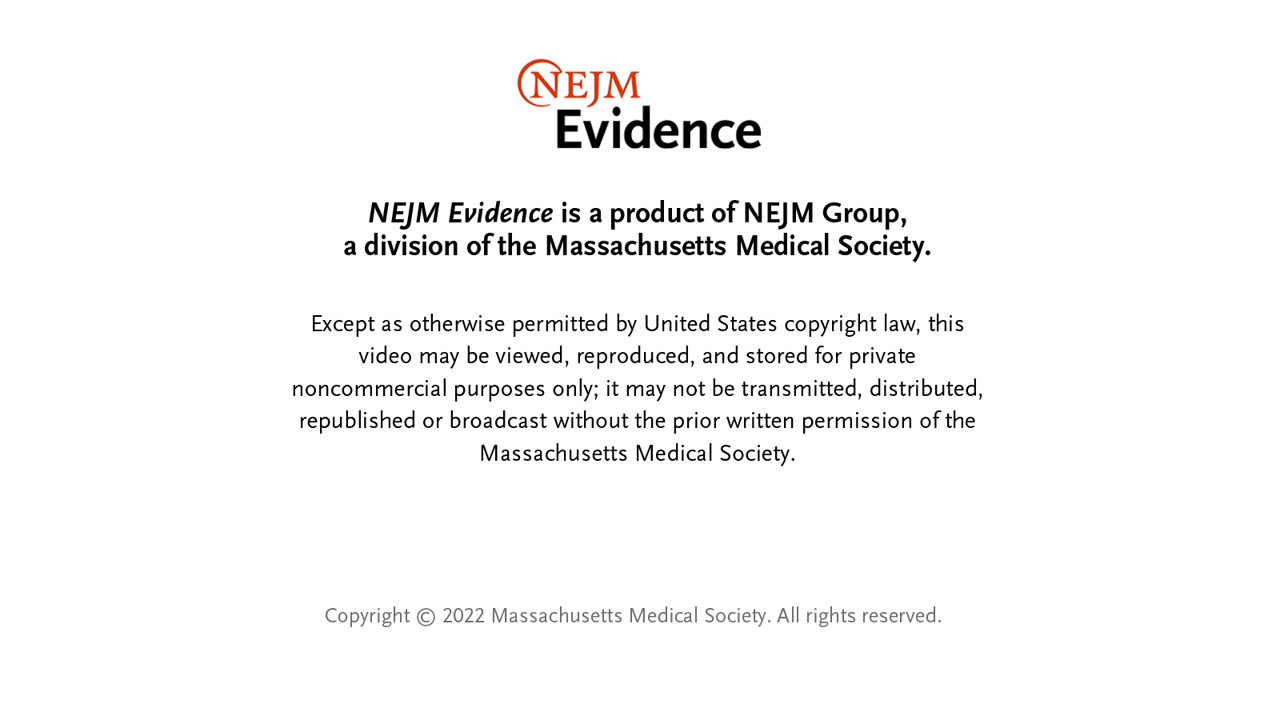 NEJM
Evidence
NEJM Evidence is a product of NEJM Group,
a division of the Massachusetts Medical Society.
Except as otherwise permitted by United States copyright law, this
video may be viewed, reproduced, and stored for private
noncommercial purposes only; it may not be transmitted, distributed,
republished or broadcast without the prior written permission of the
Massachusetts Medical Society.
Copyright © 2022 Massachusetts Medical Society. All rights reserved.